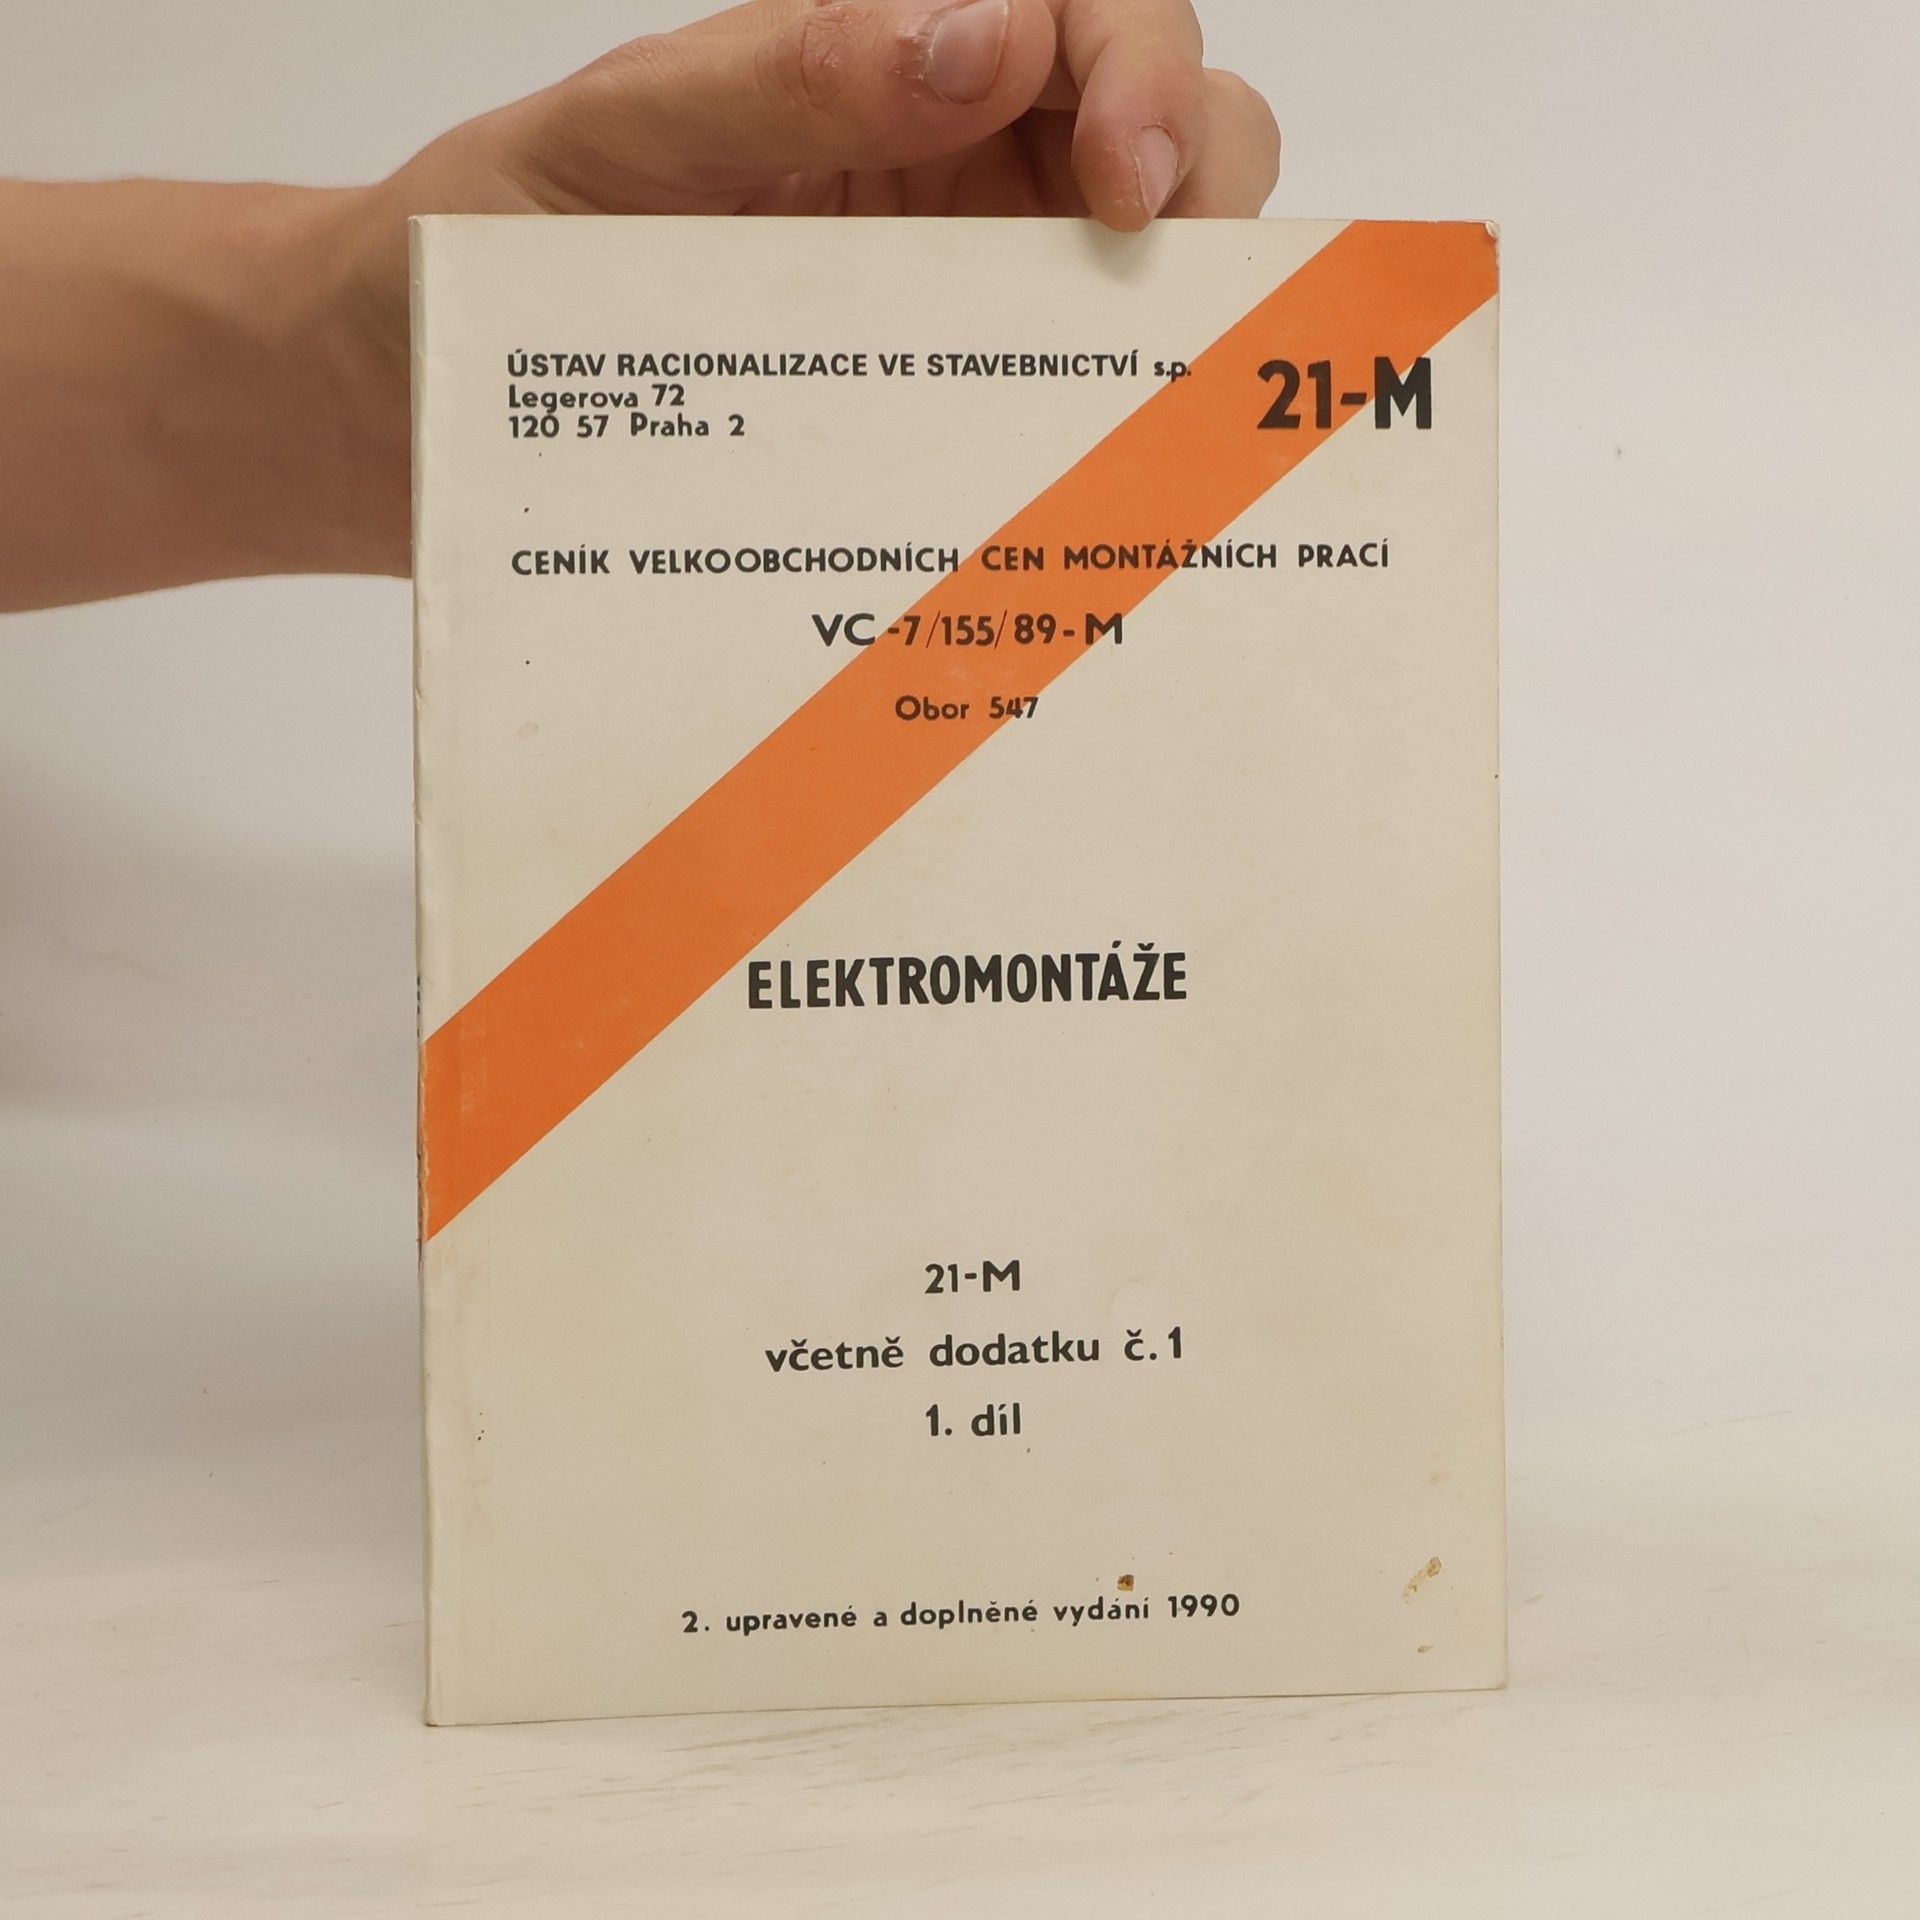 ÚSTAV RACIONALIZACE VE STAVEBNICTVÍ s.p.
Legerova 72
120 57 Praha 2
21-M
CENÍK VELKOOBCHODNÍCH CEN MONTÁŽNÍCH PRACÍ
VC-7/155/89-M
Obor 547
ELEKTROMONTÁŽE
21-M
včetně dodatku č.1
1. díl
2. upravené a doplněné vydání 1990